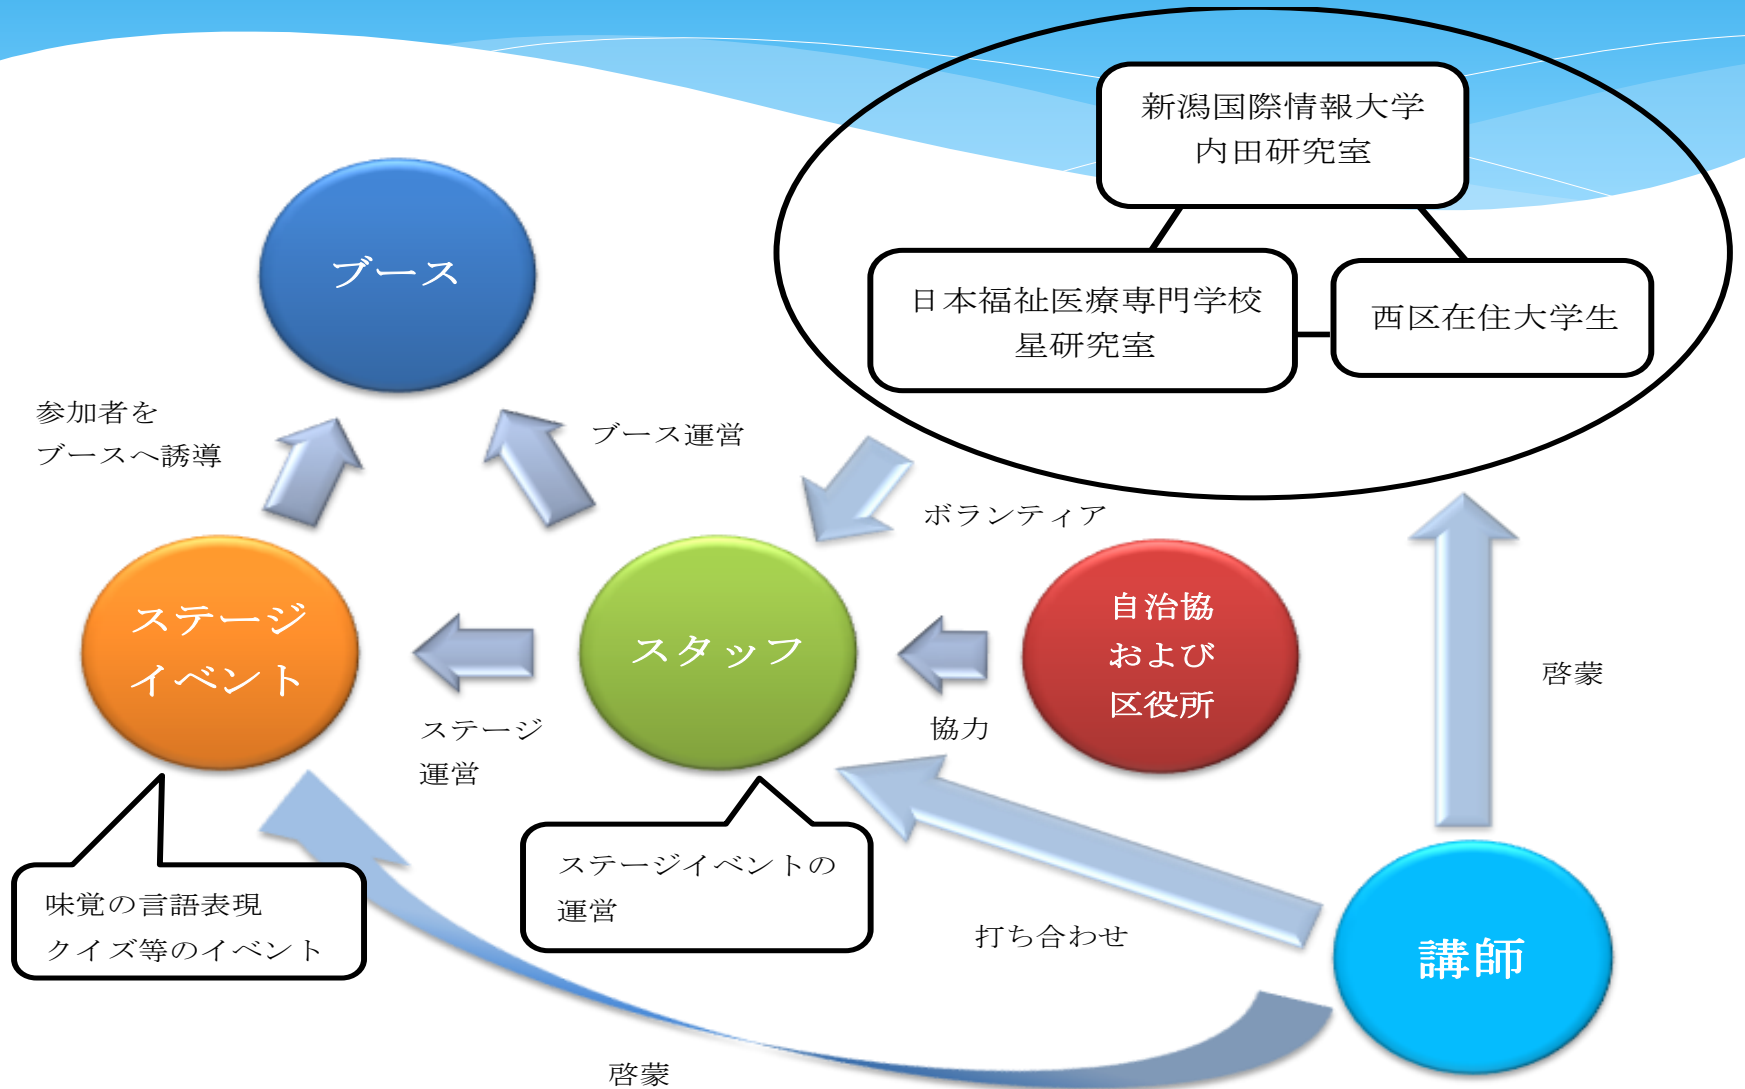 新潟国際情報大学
内田研究室
日本福祉医療専門学校
星研究室
西区在住大学生
ブース
参加者を
ブースへ誘導
ブース運営
ボランティア
ステージ
イベント
スタッフ
自治協
および
区役所
啓蒙
ステージ
運営
協力
味覚の言語表現
クイズ等のイベント
ステージイベントの
運営
打ち合わせ
講師
啓蒙